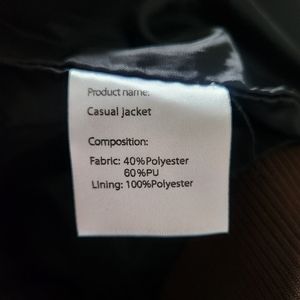 Product name:
Casual jacket
Composition:
Fabric: 40%Polyester
60%PU
Lining: 100%Polyester